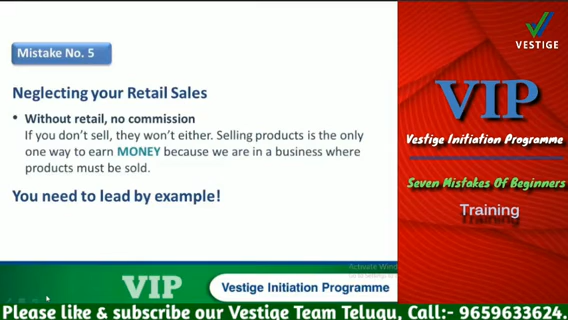 Mistake No. 5
Neglecting your Retail Sales
• Without retail, no commission
If you don't sell, they won't either. Selling products is the only
one way to earn MONEY because we are in a business where
products must be sold.
You need to lead by example!
VESTIGE
VIP
Vestige Initiation Programme
Seven Mistakes Of Beginners
Training
Activate Wind
VIP
Vestige Initiation Programme
Please like & subscribe our Vestige Team Telugu, Call:- 9659633624.